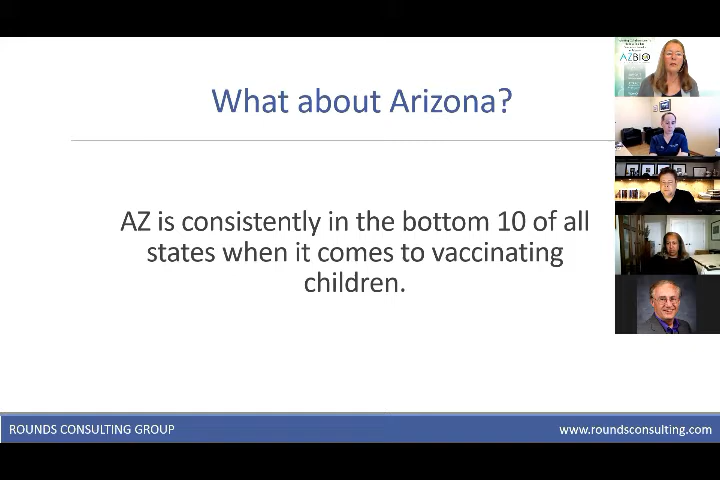 What about Arizona?
AZ is consistently in the bottom 10 of all
states when it comes to vaccinating
children.
AZBIO
ROUNDS CONSULTING GROUP
www.roundsconsulting.com